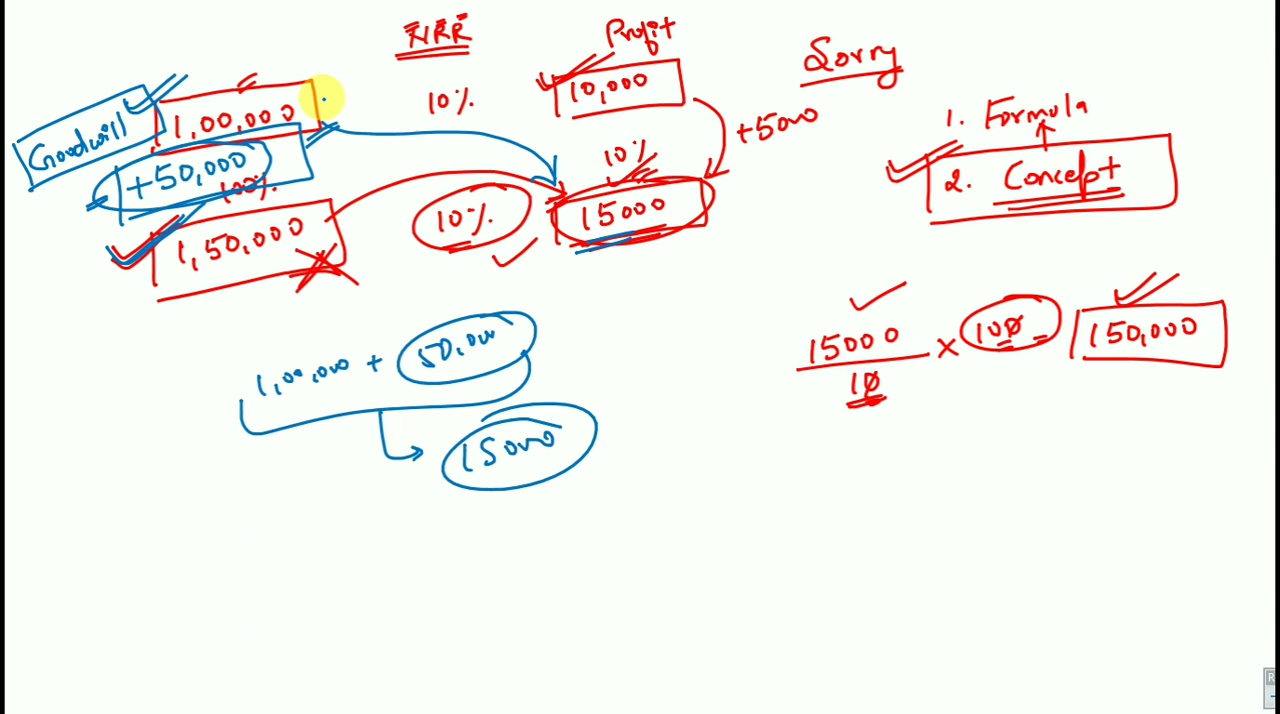 NRR
Profit
Sorry
Goodwill
1,00,000
10%
10,000
+5000
1. Formula
+50,000
10%
2. Concept
100%.
1,50,000
10%
15000
15000
10
× 100
150,000
1,00,000 + 50,000
15000
R